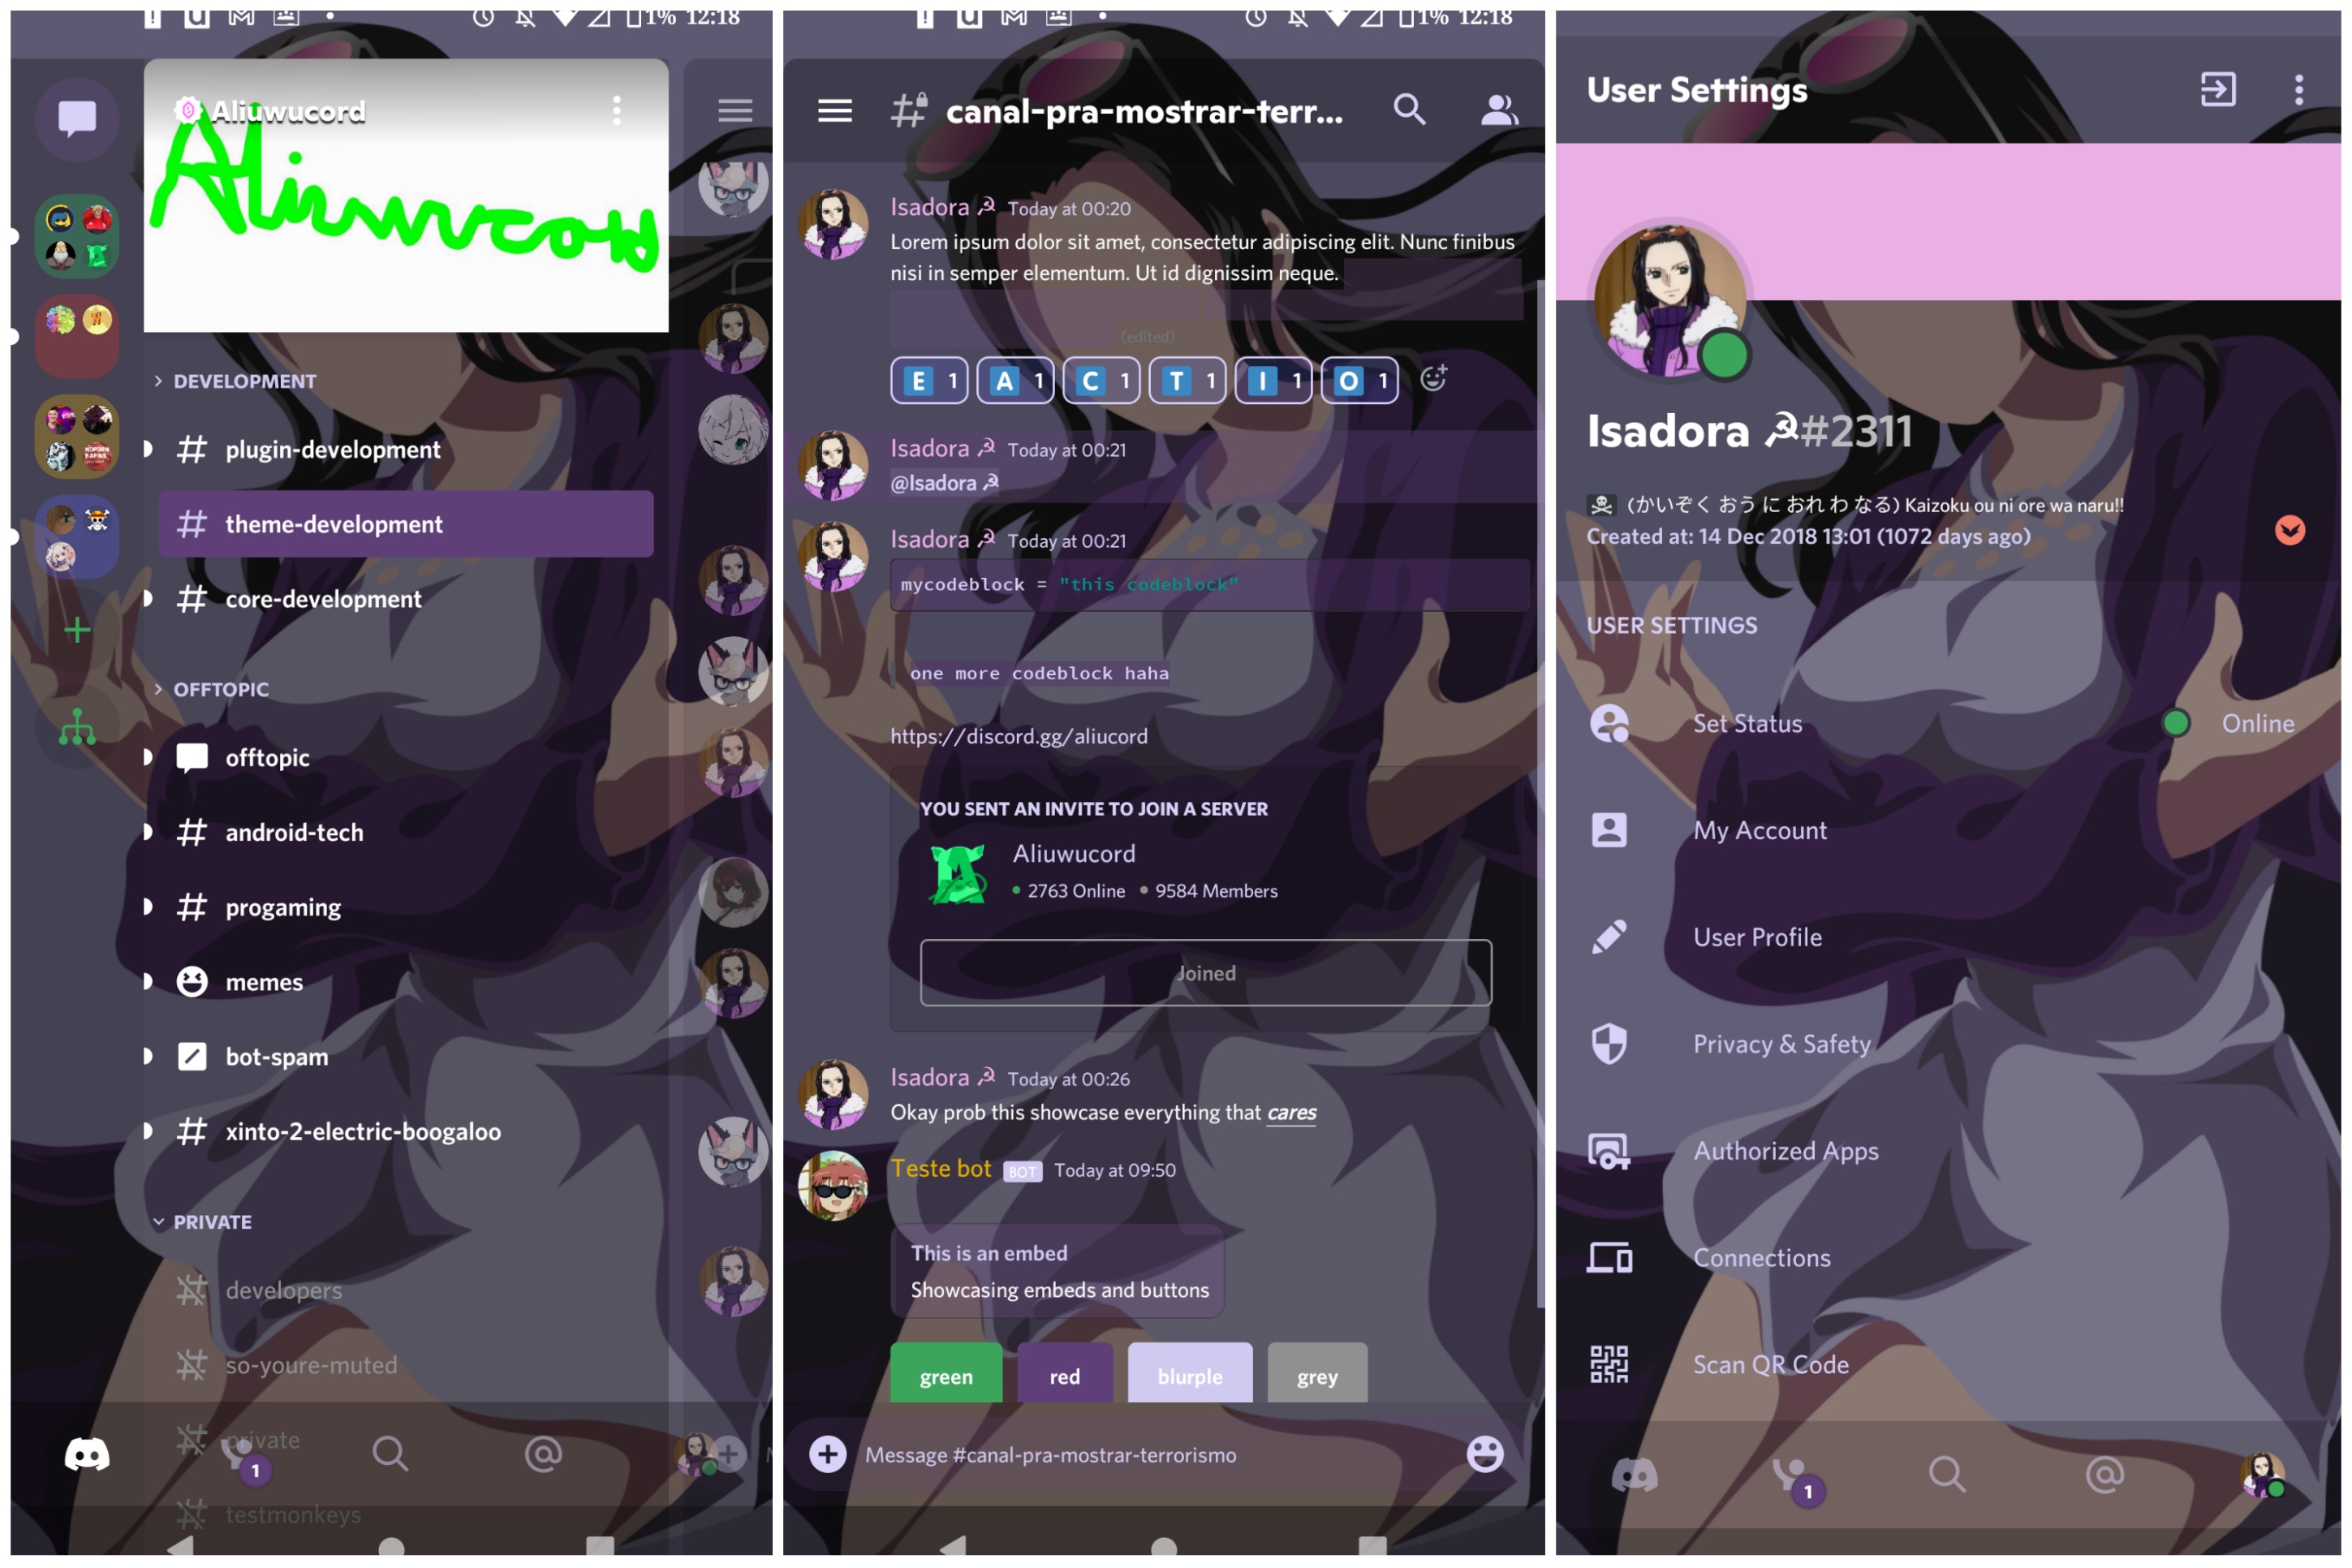 1% 12:18
Aliuwucord
Aliuwucord
DEVELOPMENT
plugin-development
theme-development
core-development
OFFTOPIC
offtopic
android-tech
progaming
memes
bot-spam
xinto-2-electric-boogaloo
PRIVATE
developers
so-youre-muted
private
1
testmonkeys
1% 12:18
canal-pra-mostrar-terr...
Isadora ☭ Today at 00:20
Lorem ipsum dolor sit amet, consectetur adipiscing elit. Nunc finibus
nisi in semper elementum. Ut id dignissim neque.
(edited)
E 1 A 1 C 1 T 1 I 1 O 1
Isadora ☭ Today at 00:21
@Isadora ☭
Isadora ☭ Today at 00:21
mycodeblock = "this codeblock"
one more codeblock haha
https://discord.gg/aliucord
YOU SENT AN INVITE TO JOIN A SERVER
Aliuwucord
2763 Online 9584 Members
Joined
Isadora ☭ Today at 00:26
Okay prob this showcase everything that cares
Teste bot BOT Today at 09:50
This is an embed
Showcasing embeds and buttons
green red blurple grey
Message #canal-pra-mostrar-terrorismo
User Settings
Isadora ☭#2311
(かいぞく おう に おれ わ なる) Kaizoku ou ni ore wa naru!!
Created at: 14 Dec 2018 13:01 (1072 days ago)
USER SETTINGS
Set Status Online
My Account
User Profile
Privacy & Safety
Authorized Apps
Connections
Scan QR Code
1